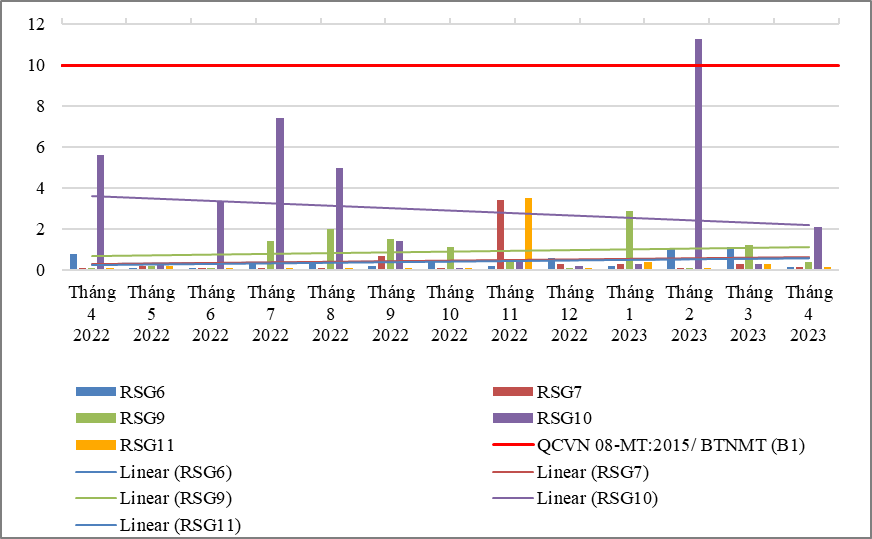 12
10
8
6
4
2
0
Tháng Tháng Tháng Tháng Tháng Tháng Tháng Tháng Tháng Tháng Tháng Tháng Tháng
4 5 6 7 8 9 10 11 12 1 2 3 4
2022 2022 2022 2022 2022 2022 2022 2022 2022 2023 2023 2023 2023
RSG6 RSG7
RSG9 RSG10
RSG11 QCVN 08-MT:2015/ BTNMT (B1)
Linear (RSG6) Linear (RSG7)
Linear (RSG9) Linear (RSG10)
Linear (RSG11)